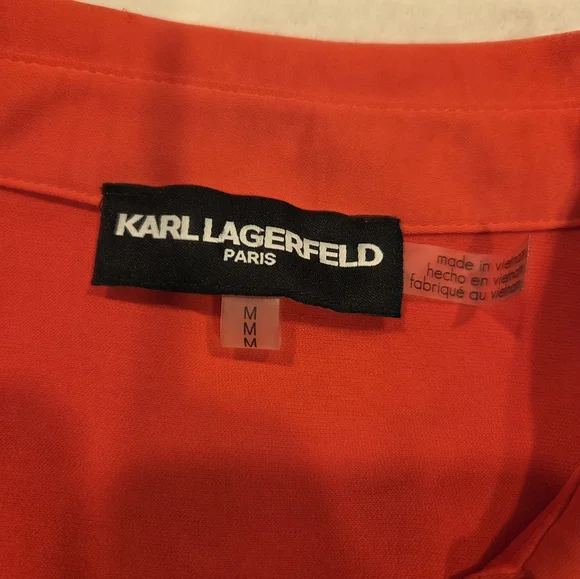 KARL LAGERFELD
PARIS
made in vietnam
hecho en vietnam
fabriqué au vietnam
M
M
M